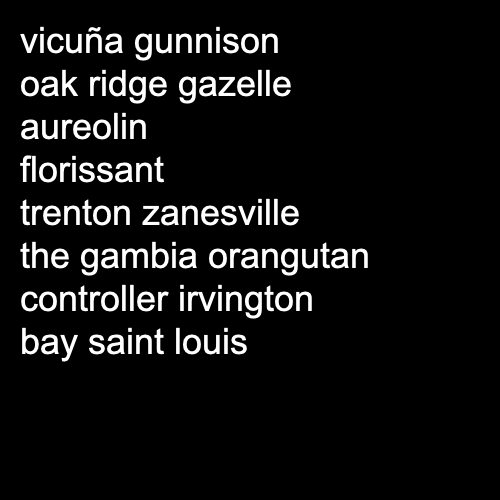 vicuña gunnison
oak ridge gazelle
aureolin
florissant
trenton zanesville
the gambia orangutan
controller irvington
bay saint louis